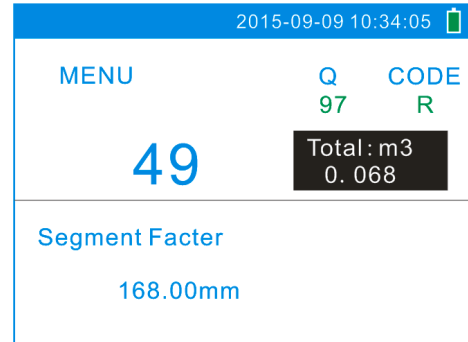 2015-09-09 10:34:05
MENU Q CODE
97 R
49 Total:m3
0.068
Segment Facter
168.00mm